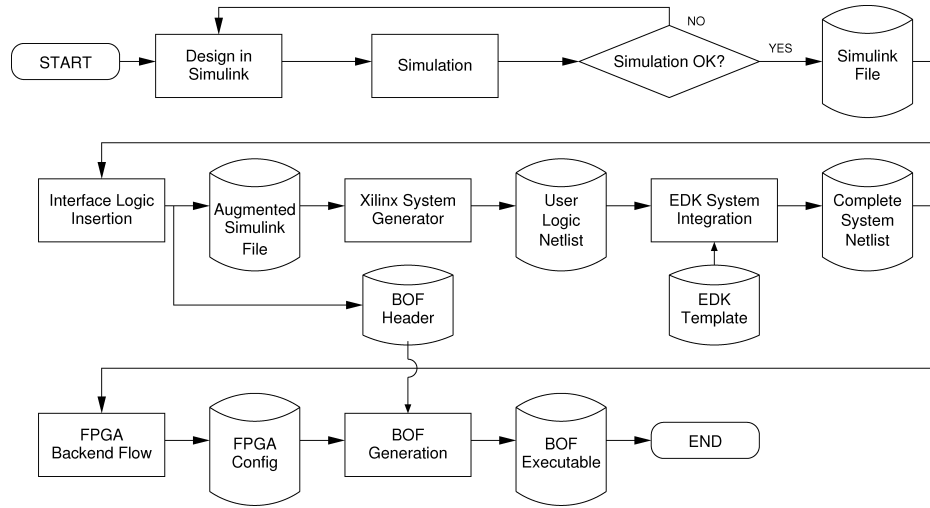 NO
START
Design in
Simulink
Simulation
Simulation OK?
YES
Simulink
File
Interface Logic
Insertion
Augmented
Simulink
File
Xilinx System
Generator
User
Logic
Netlist
EDK System
Integration
Complete
System
Netlist
BOF
Header
EDK
Template
FPGA
Backend Flow
FPGA
Config
BOF
Generation
BOF
Executable
END